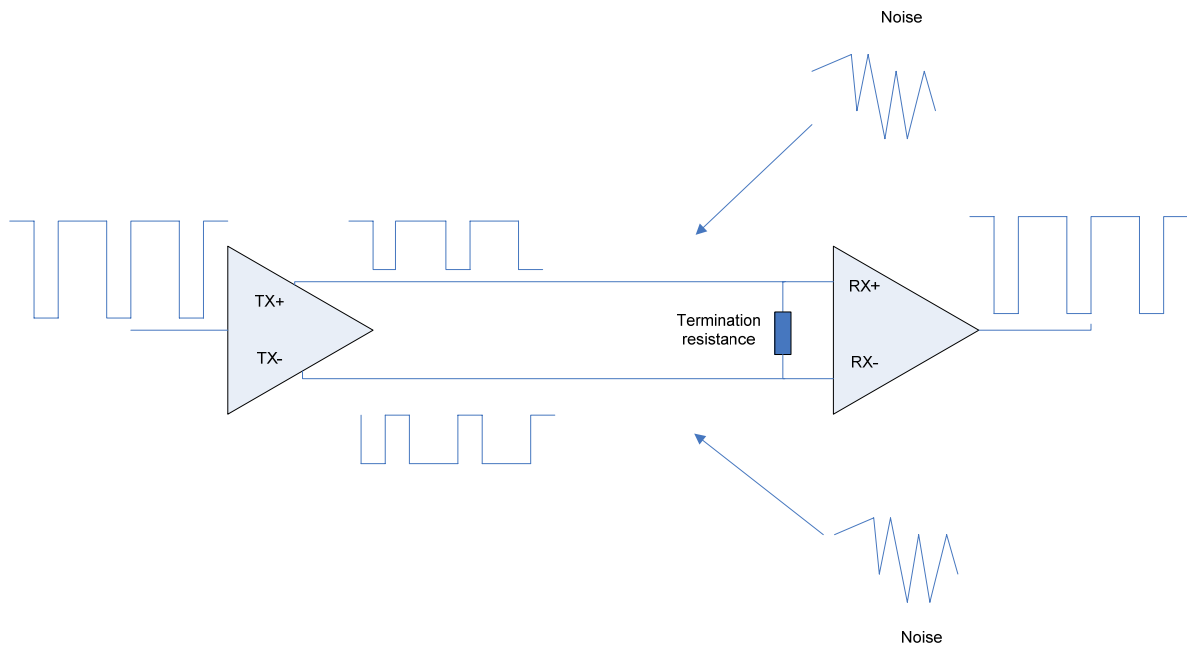 Noise
TX+
TX-
Termination
resistance
RX+
RX-
Noise